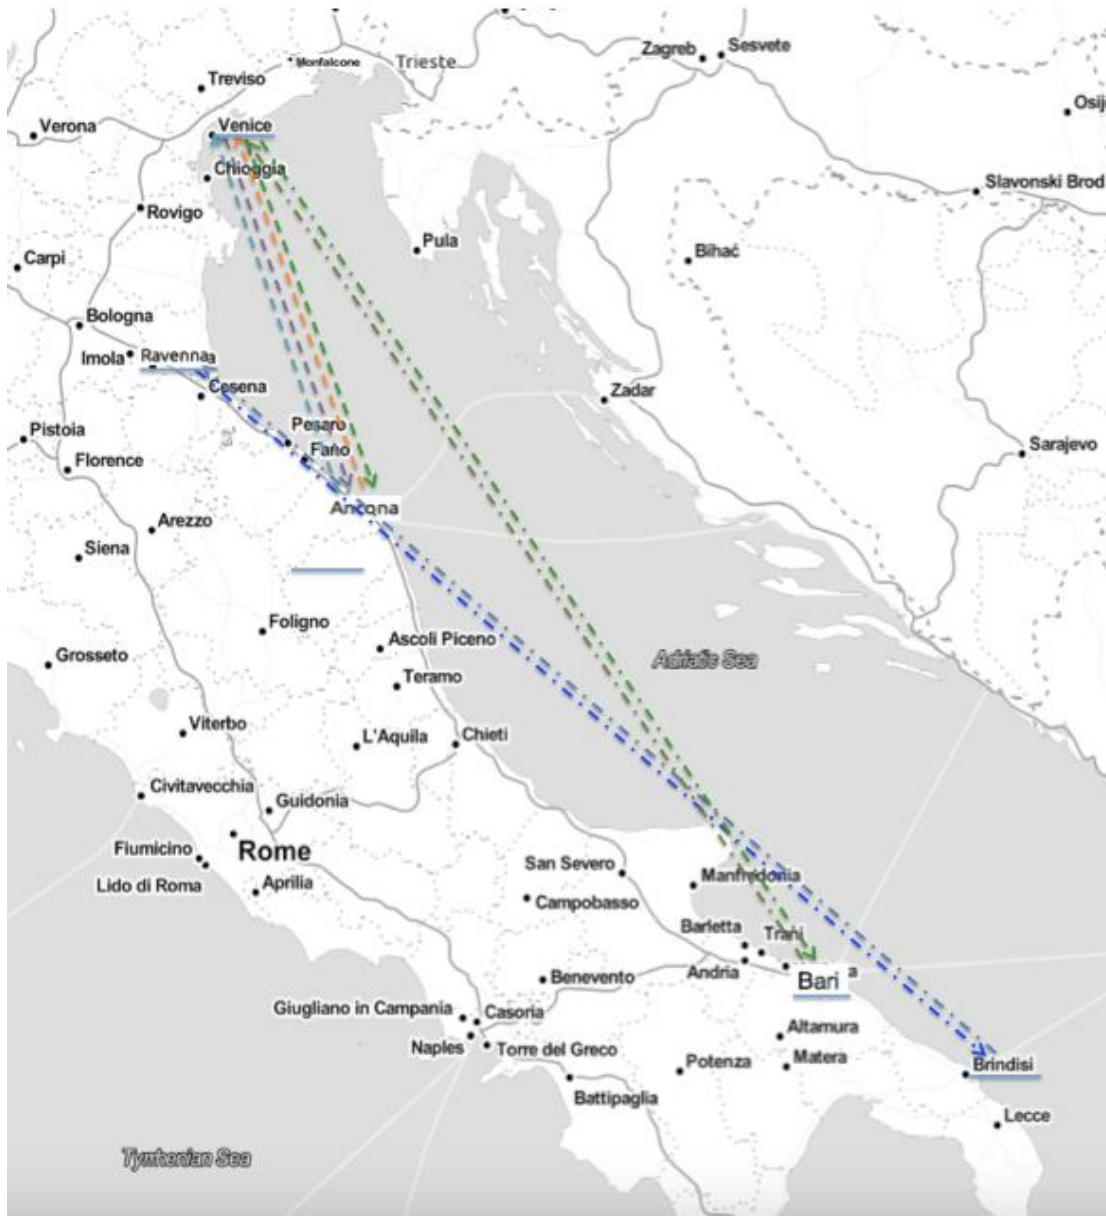 Zagreb
Sesvete
Monfalcone
Trieste
Treviso
Osij
Verona
Venice
Chioggia
Slavonski Brod
Rovigo
Pula
Bihać
Carpi
Bologna
Imola
Ravenna
Cesena
Zadar
Pesaro
Pistoia
Fano
Sarajevo
Florence
Ancona
Arezzo
Siena
Foligno
Ascoli Piceno
Grosseto
Adriatic Sea
Teramo
Viterbo
L'Aquila
Chieti
Civitavecchia
Guidonia
Fiumicino
Rome
San Severo
Manfredonia
Lido di Roma
Aprilia
Campobasso
Barletta
Trani
Andria
Bari
Benevento
Giugliano in Campania
Casoria
Altamura
Naples
Torre del Greco
Potenza
Matera
Brindisi
Battipaglia
Lecce
Tyrrhenian Sea